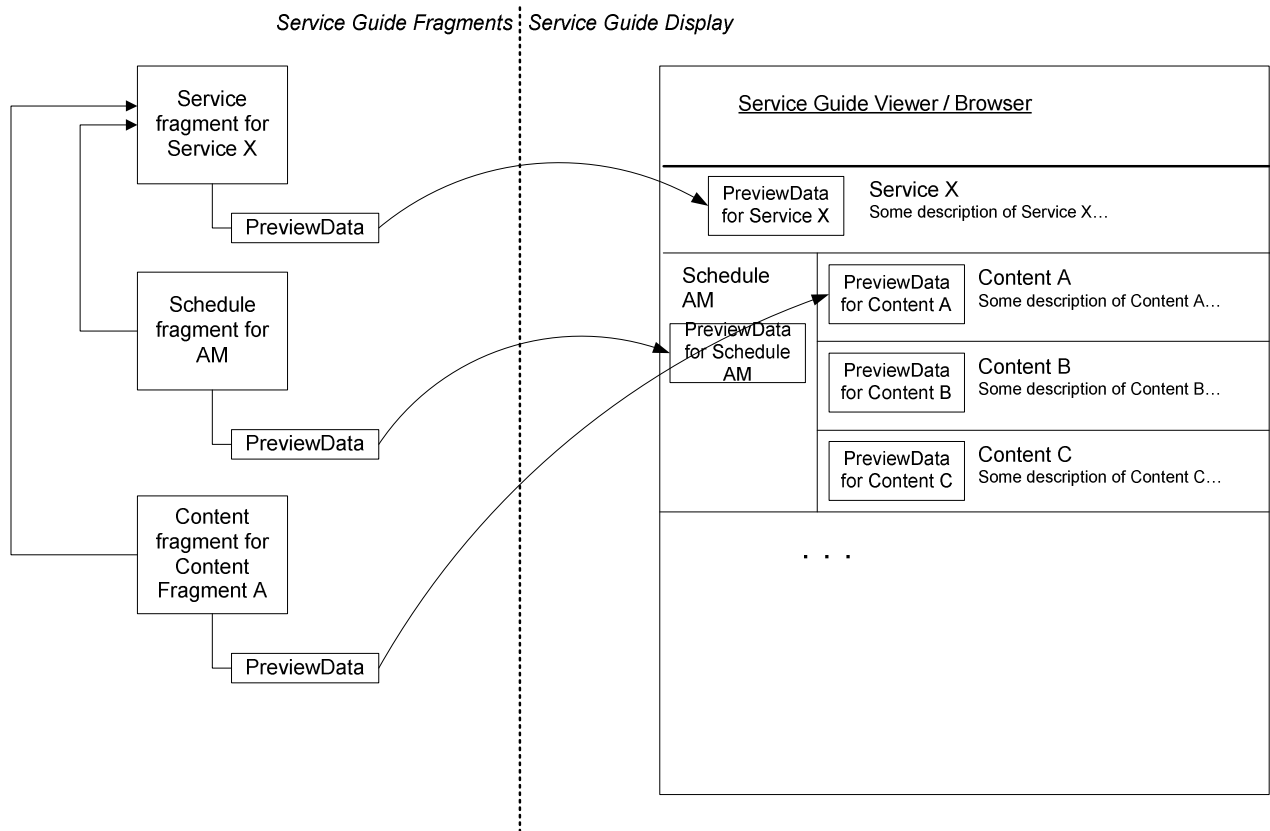 Service Guide Fragments
Service Guide Display
Service
fragment for
Service X
PreviewData
Schedule
fragment for
AM
PreviewData
Content
fragment for
Content
Fragment A
PreviewData
Service Guide Viewer / Browser
PreviewData
for Service X
Service X
Some description of Service X…
Schedule
AM
PreviewData
for Schedule
AM
PreviewData
for Content A
Content A
Some description of Content A…
PreviewData
for Content B
Content B
Some description of Content B…
PreviewData
for Content C
Content C
Some description of Content C…
. . .